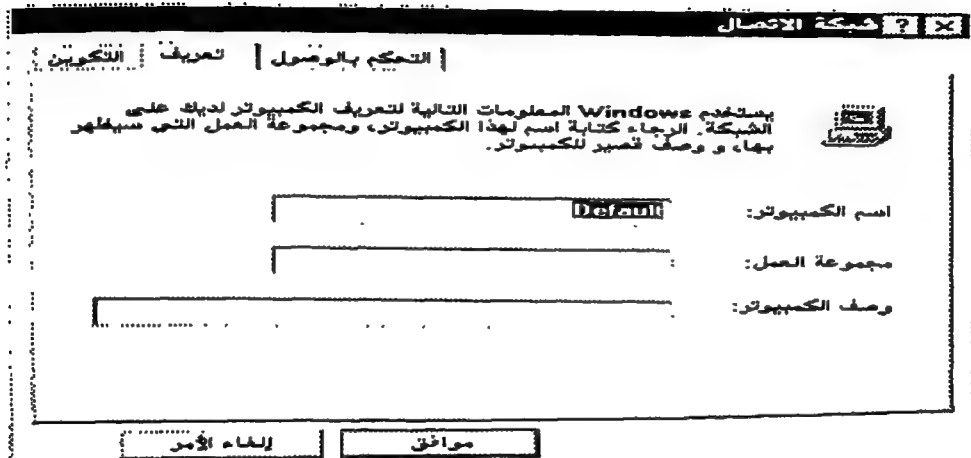 شبكة الاتصال
التكوين تعريف التحكم بالوصول
يستخدم Windows المعلومات التالية لتعريف الكمبيوتر لديك على
الشبكة. الرجاء كتابة اسم لهذا الكمبيوتر، ومجموعة العمل التي سيظهر
بها، و وصف قصير للكمبيوتر.
اسم الكمبيوتر: Default
مجموعة العمل:
وصف الكمبيوتر:
موافق إلغاء الأمر